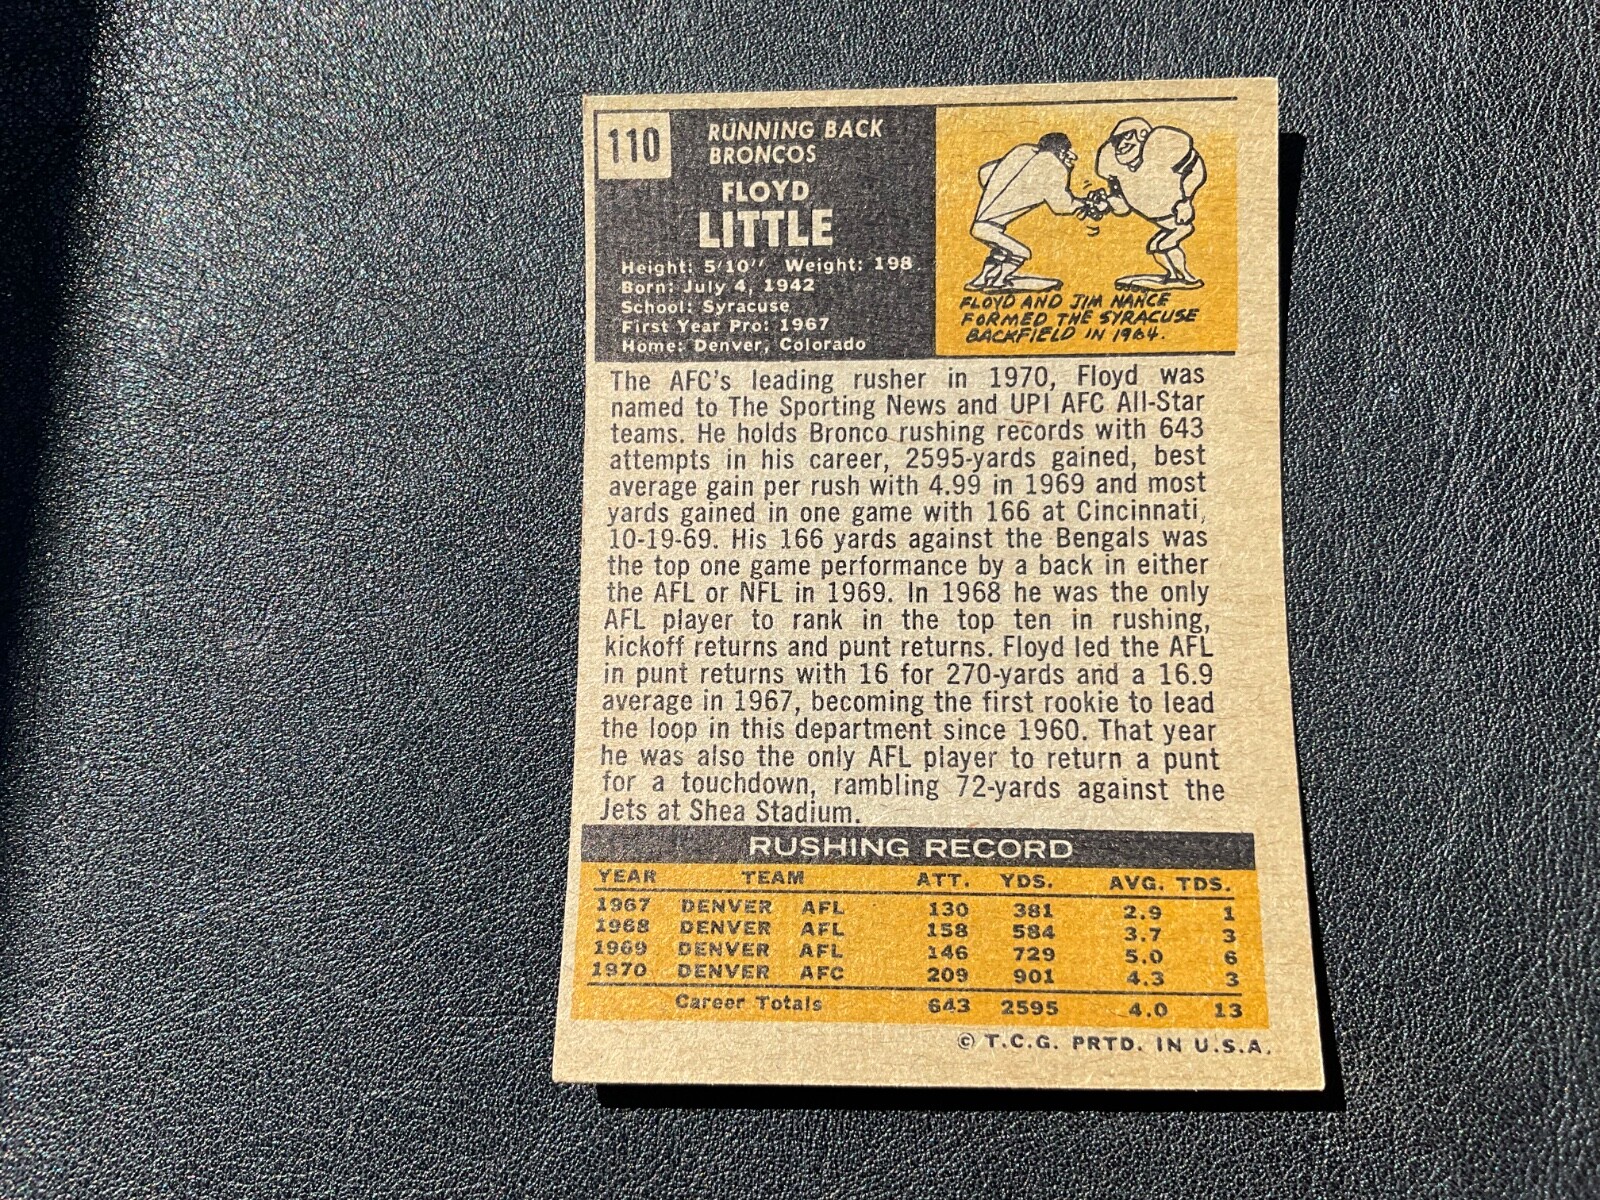 110
RUNNING BACK
BRONCOS
FLOYD
LITTLE
Height: 5'10'' Weight: 198
Born: July 4, 1942
School: Syracuse
First Year Pro: 1967
Home: Denver, Colorado
FLOYD AND JIM NANCE
FORMED THE SYRACUSE
BACKFIELD IN 1964.
The AFC's leading rusher in 1970, Floyd was
named to The Sporting News and UPI AFC All-Star
teams. He holds Bronco rushing records with 643
attempts in his career, 2595-yards gained, best
average gain per rush with 4.99 in 1969 and most
yards gained in one game with 166 at Cincinnati,
10-19-69. His 166 yards against the Bengals was
the top one game performance by a back in either
the AFL or NFL in 1969. In 1968 he was the only
AFL player to rank in the top ten in rushing,
kickoff returns and punt returns. Floyd led the AFL
in punt returns with 16 for 270-yards and a 16.9
average in 1967, becoming the first rookie to lead
the loop in this department since 1960. That year
he was also the only AFL player to return a punt
for a touchdown, rambling 72-yards against the
Jets at Shea Stadium.
RUSHING RECORD
YEAR TEAM ATT. YDS. AVG. TDS.
1967 DENVER AFL 130 381 2.9 1
1968 DENVER AFL 158 584 3.7 3
1969 DENVER AFL 146 729 5.0 6
1970 DENVER AFC 209 901 4.3 3
Career Totals 643 2595 4.0 13
© T.C.G. PRTD. IN U.S.A.